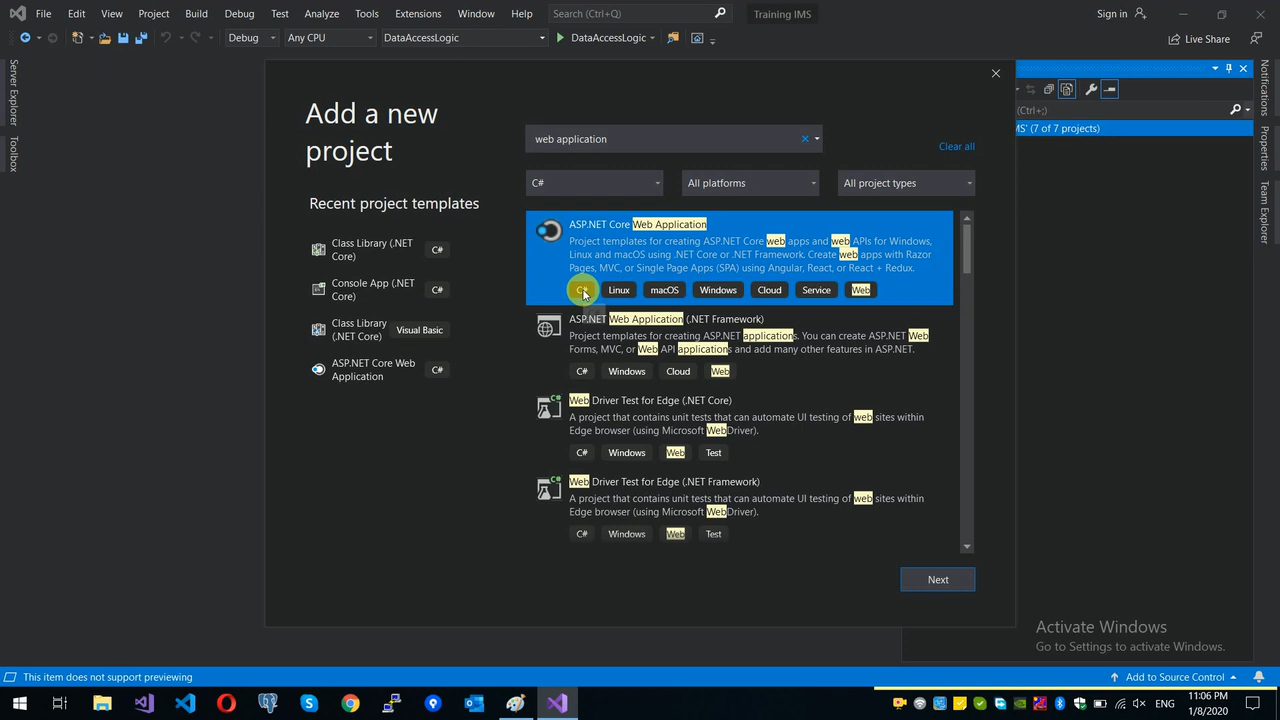 File Edit View Project Build Debug Test Analyze Tools Extensions Window Help Search (Ctrl+Q) Training IMS Sign in
Debug Any CPU DataAccessLogic DataAccessLogic Live Share
Server Explorer
Toolbox
Add a new
project
Recent project templates
Class Library (.NET
Core) C#
Console App (.NET
Core) C#
Class Library
(.NET Core) Visual Basic
ASP.NET Core Web
Application C#
web application
Clear all
C# All platforms All project types
ASP.NET Core Web Application
Project templates for creating ASP.NET Core web apps and web APIs for Windows,
Linux and macOS using .NET Core or .NET Framework. Create web apps with Razor
Pages, MVC, or Single Page Apps (SPA) using Angular, React, or React + Redux.
C# Linux macOS Windows Cloud Service Web
ASP.NET Web Application (.NET Framework)
Project templates for creating ASP.NET applications. You can create ASP.NET Web
Forms, MVC, or Web API applications and add many other features in ASP.NET.
C# Windows Cloud Web
Web Driver Test for Edge (.NET Core)
A project that contains unit tests that can automate UI testing of web sites within
Edge browser (using Microsoft WebDriver).
C# Windows Web Test
Web Driver Test for Edge (.NET Framework)
A project that contains unit tests that can automate UI testing of web sites within
Edge browser (using Microsoft WebDriver).
C# Windows Web Test
Next
(Ctrl+;)
MS' (7 of 7 projects)
Notifications
Properties
Team Explorer
Activate Windows
Go to Settings to activate Windows.
This item does not support previewing
Add to Source Control
ENG
11:06 PM
1/8/2020